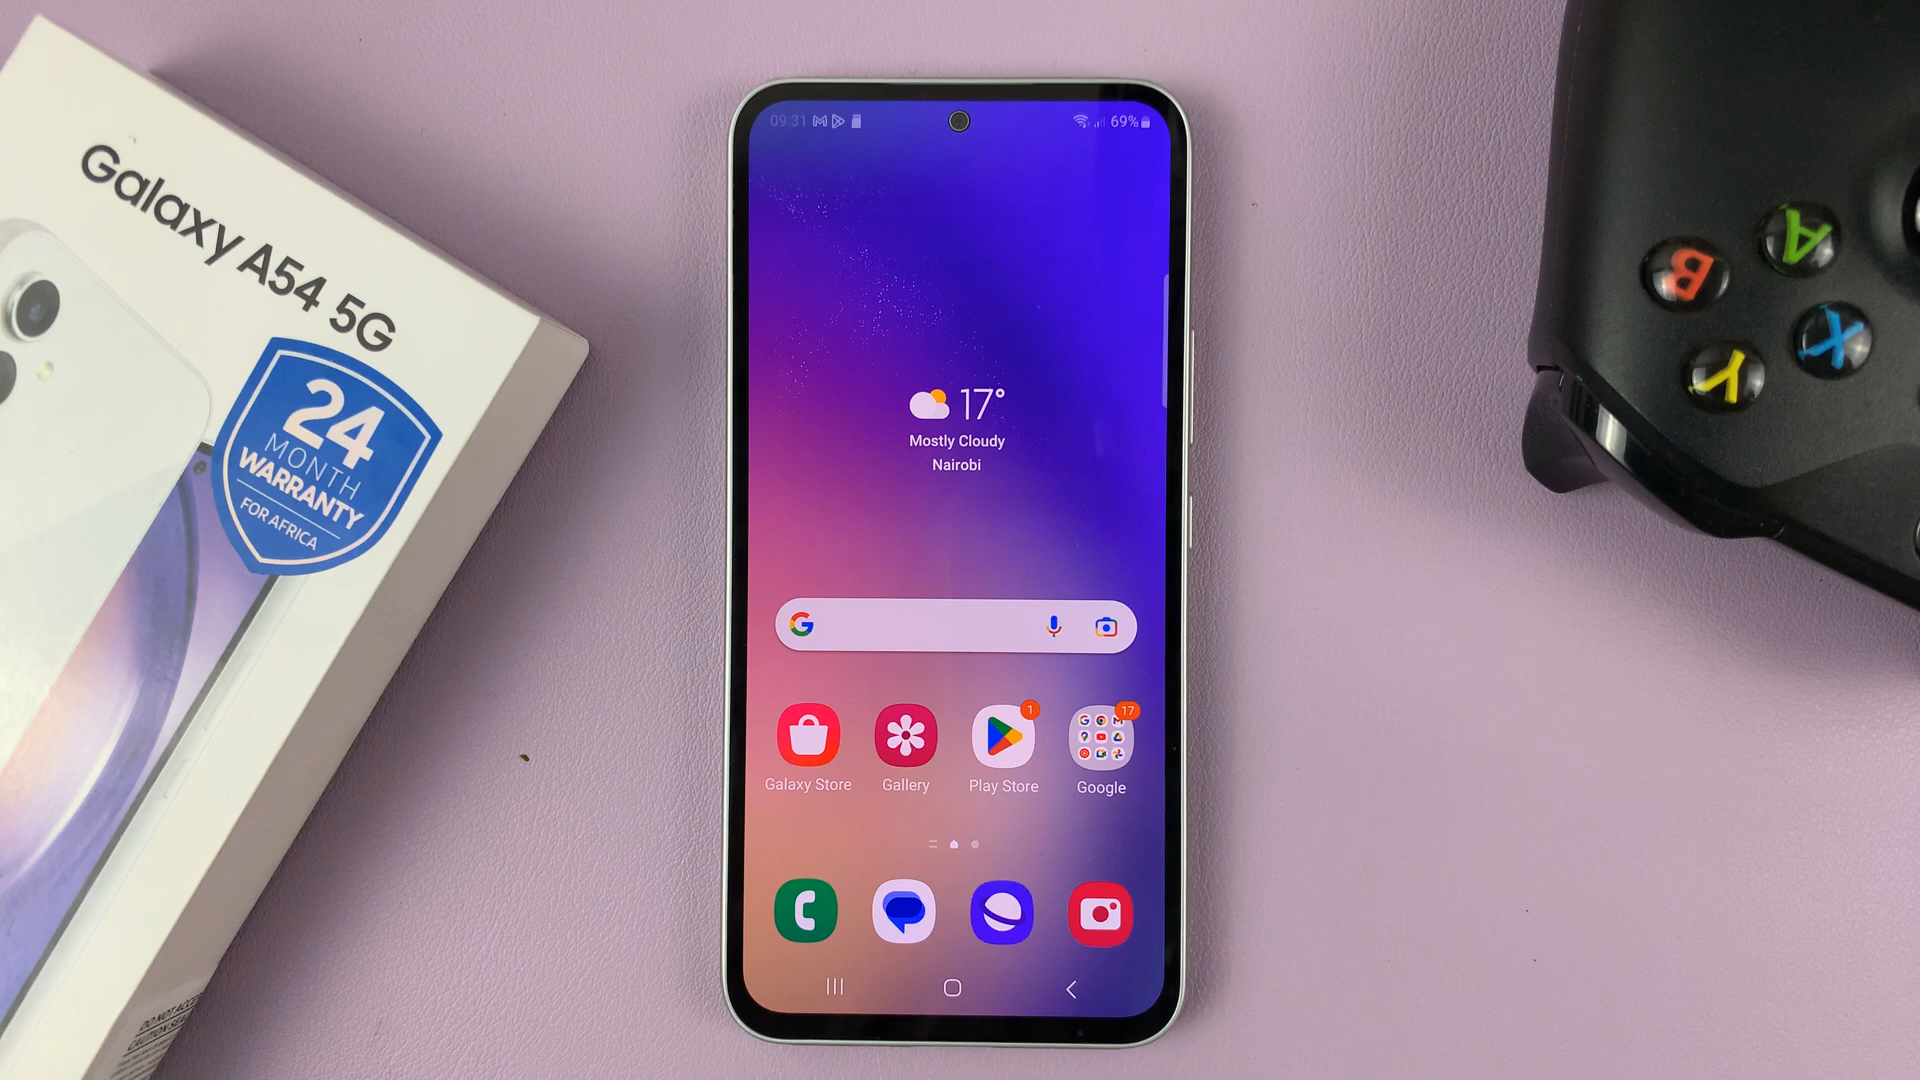 Galaxy A54 5G
24
MONTH
WARRANTY
FOR AFRICA
09:31
69%
17°
Mostly Cloudy
Nairobi
G
1
17
Galaxy Store
Gallery
Play Store
Google
B
A
Y
X